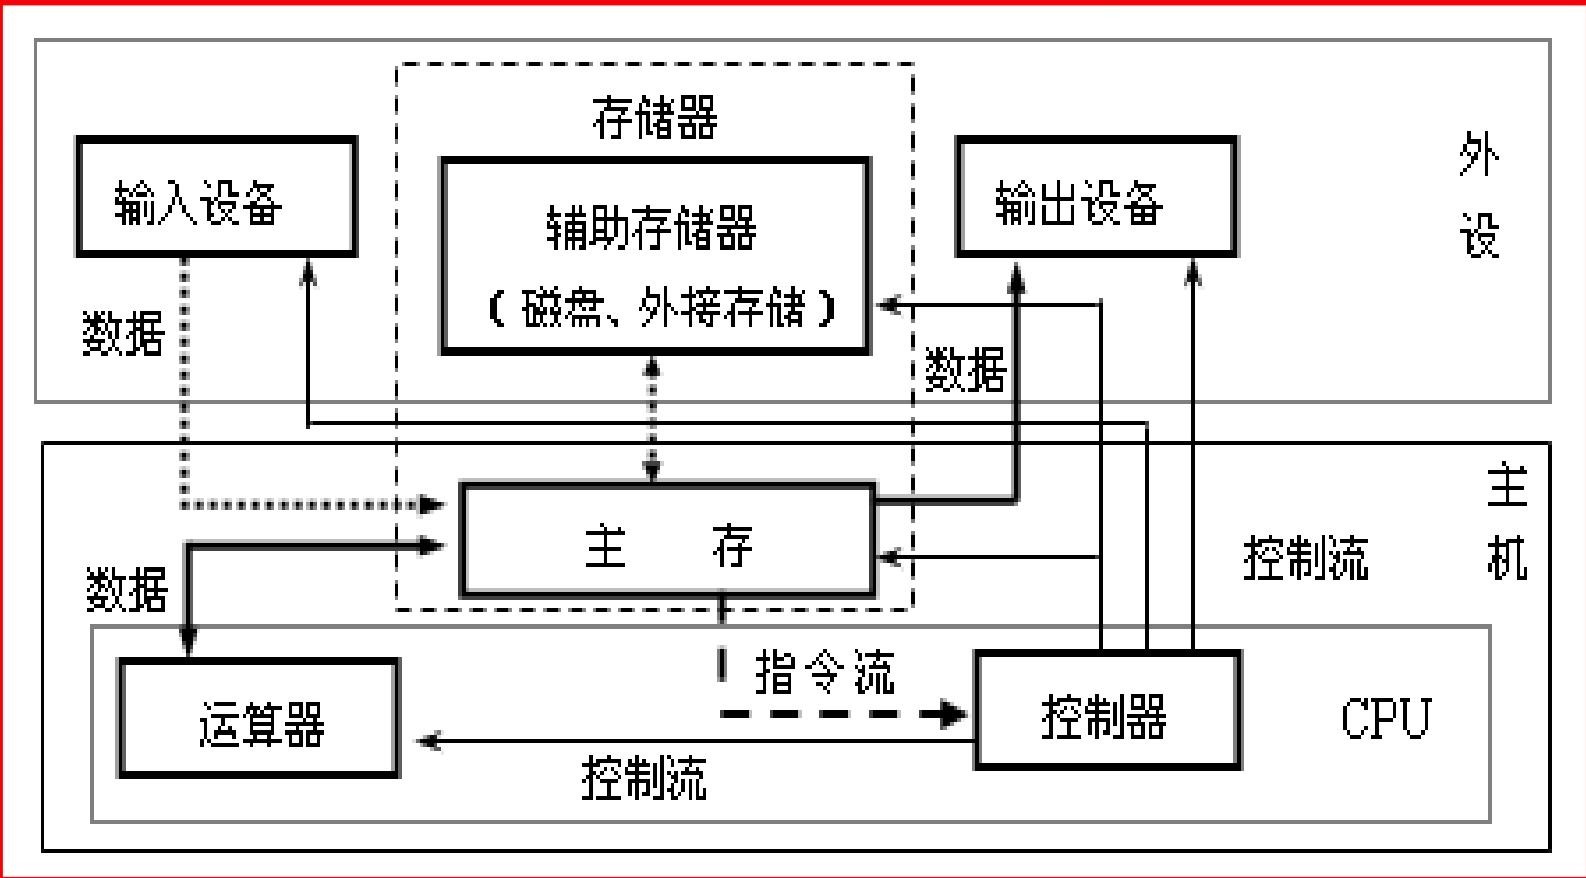 存储器
输入设备
辅助存储器
（磁盘、外接存储）
输出设备
外
设
数据
数据
主 存
主
机
控制流
数据
指令流
运算器
控制器
CPU
控制流